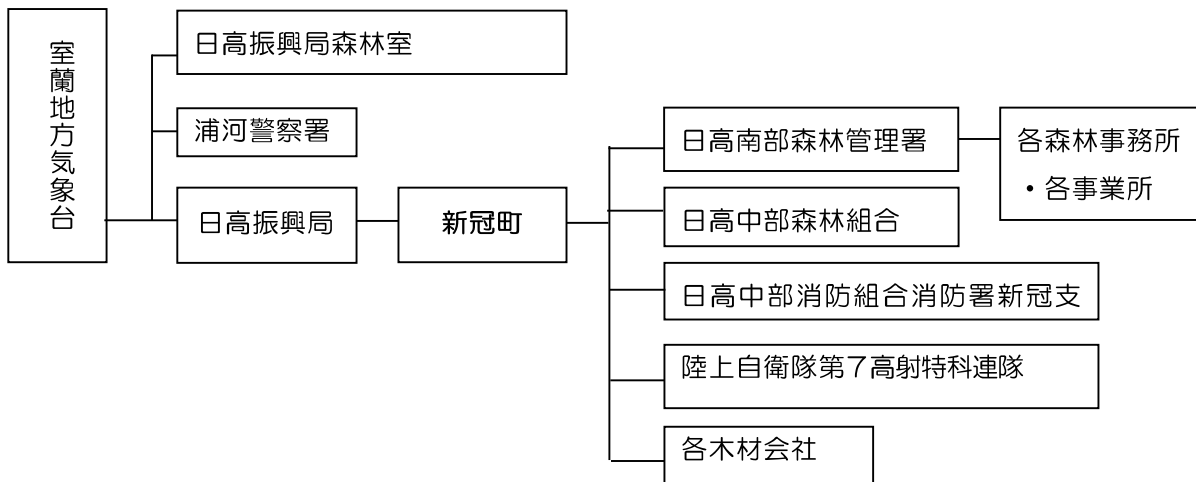 室蘭地方気象台
日高振興局森林室
浦河警察署
日高振興局
新冠町
日高南部森林管理署
各森林事務所
・各事業所
日高中部森林組合
日高中部消防組合消防署新冠支
陸上自衛隊第7高射特科連隊
各木材会社